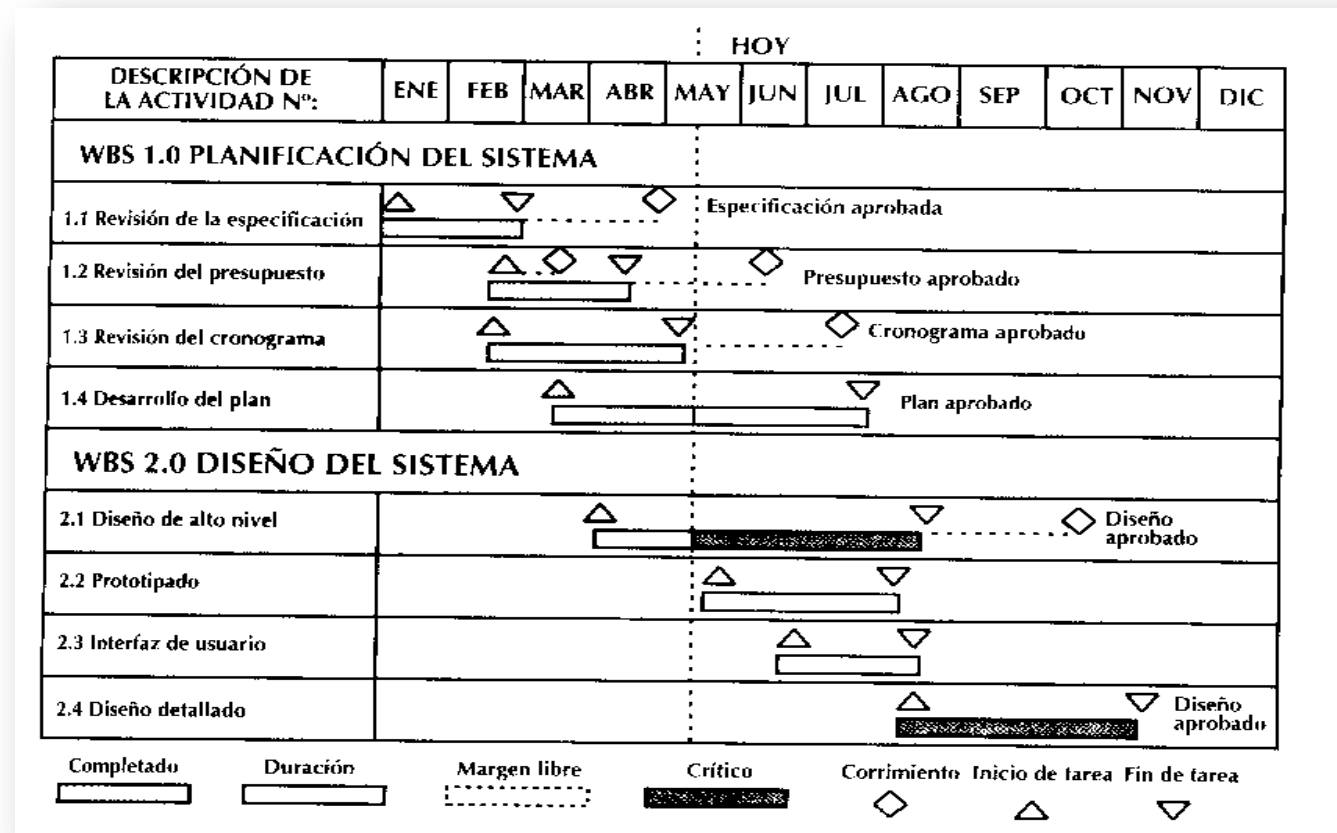 HOY
DESCRIPCIÓN DE
LA ACTIVIDAD Nº:
ENE FEB MAR ABR MAY JUN JUL AGO SEP OCT NOV DIC
WBS 1.0 PLANIFICACIÓN DEL SISTEMA
1.1 Revisión de la especificación
Especificación aprobada
1.2 Revisión del presupuesto
Presupuesto aprobado
1.3 Revisión del cronograma
Cronograma aprobado
1.4 Desarrollo del plan
Plan aprobado
WBS 2.0 DISEÑO DEL SISTEMA
2.1 Diseño de alto nivel
Diseño
aprobado
2.2 Prototipado
2.3 Interfaz de usuario
2.4 Diseño detallado
Diseño
aprobado
Completado Duración Margen libre Crítico Corrimiento Inicio de tarea Fin de tarea